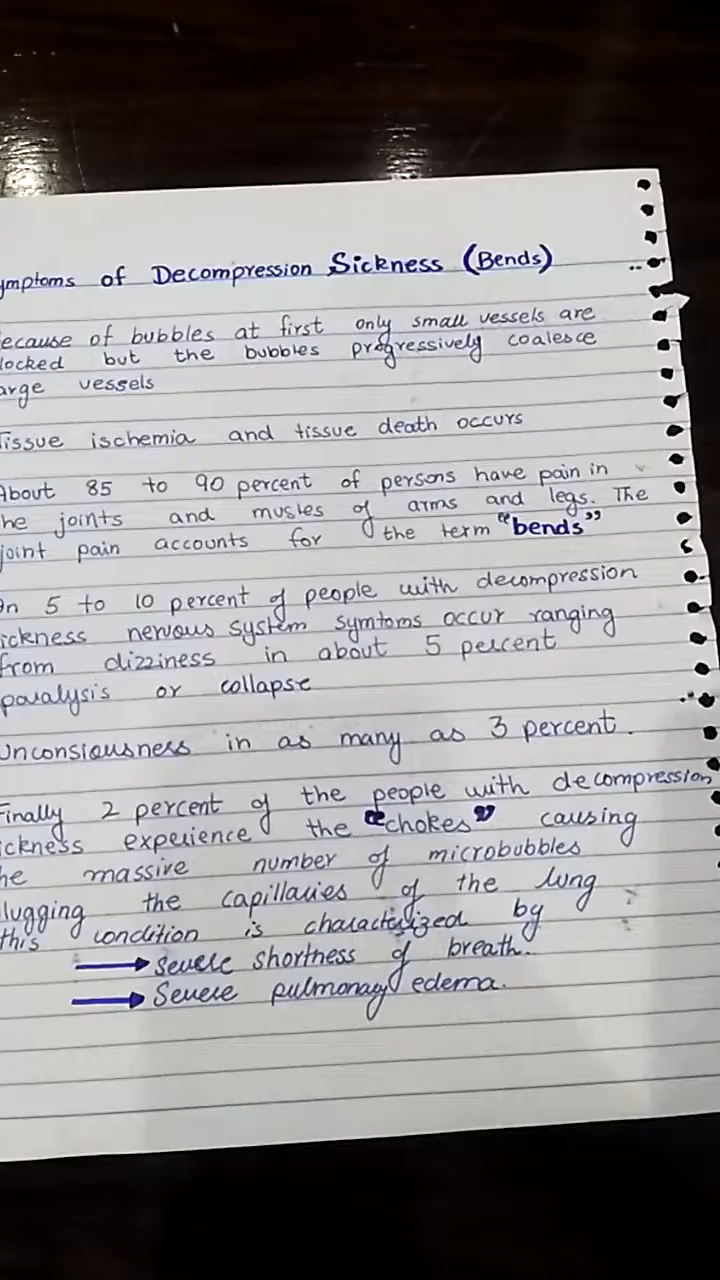 ymptoms of Decompression Sickness (Bends)
ecause of bubbles at first only small vessels are
locked but the bubbles progressively coalesce
arge vessels
Tissue ischemia and tissue death occurs
About 85 to 90 percent of persons have pain in
he joints and musles of arms and legs. The
joint pain accounts for the term "bends"
In 5 to 10 percent of people with decompression
ickness nervous system symtoms occur ranging
from dizziness in about 5 percent
paralysis or collapse
Unconsiousness in as many as 3 percent.
Finally 2 percent of the people with decompression
ickness experience the "chokes" causing
he massive number of microbubbles
lugging the capillaries of the lung
this condition is characterized by
→ severe shortness of breath.
→ Severe pulmonay edema.